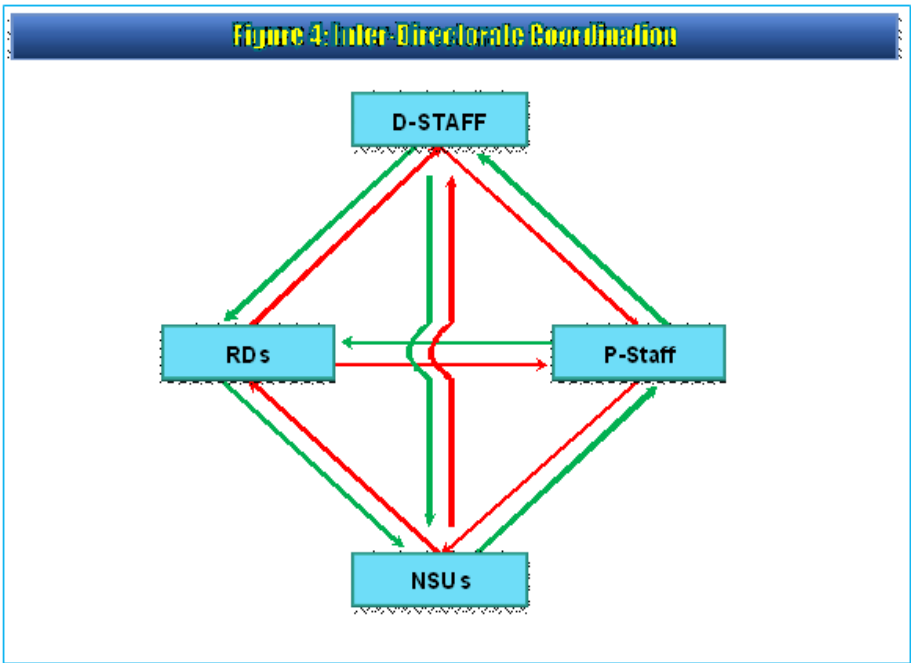 Figure 4: Inter-Directorate Coordination
D-STAFF
RDs
P-Staff
NSUs